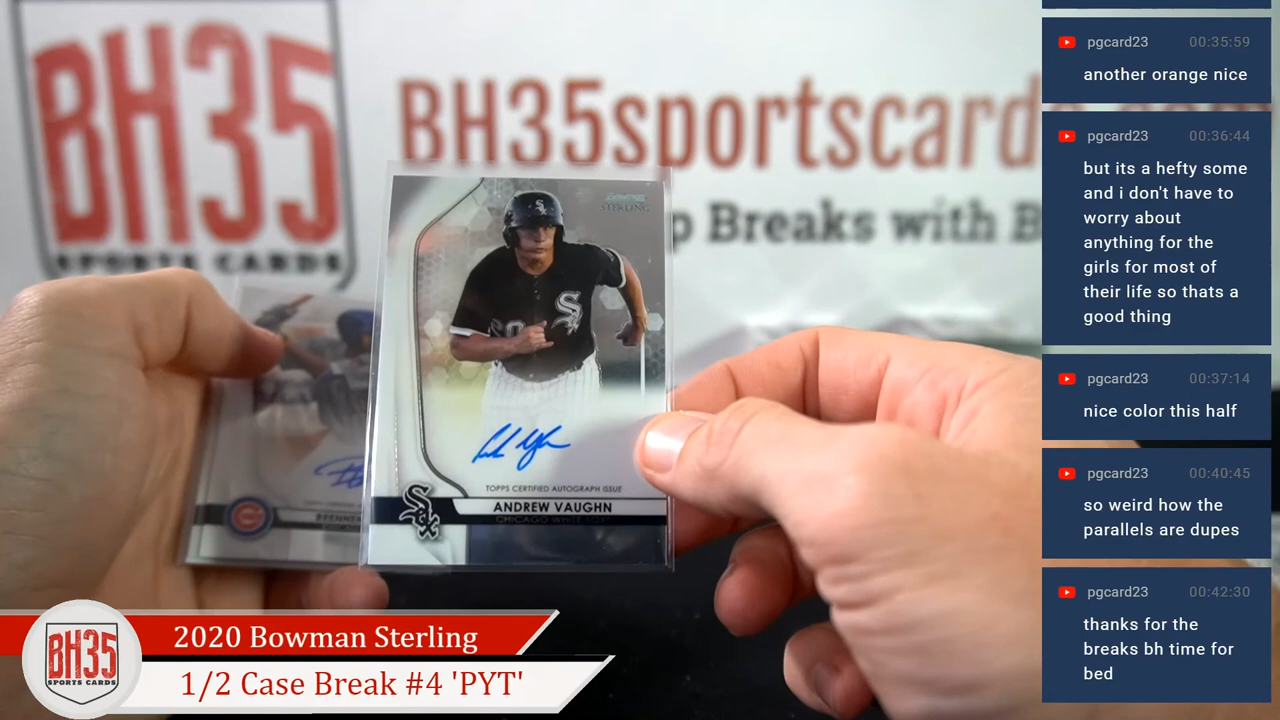 BH35
SPORTS CARDS
BH35sportscard
p Breaks with B
STERLING
TOPPS CERTIFIED AUTOGRAPH ISSUE
ANDREW VAUGHN
CHICAGO WHITE SOX
Sox
2020 Bowman Sterling
1/2 Case Break #4 'PYT'
BH35
SPORTS CARDS
pgcard23 00:35:59
another orange nice
pgcard23 00:36:44
but its a hefty some
and i don't have to
worry about
anything for the
girls for most of
their life so thats a
good thing
pgcard23 00:37:14
nice color this half
pgcard23 00:40:45
so weird how the
parallels are dupes
pgcard23 00:42:30
thanks for the
breaks bh time for
bed